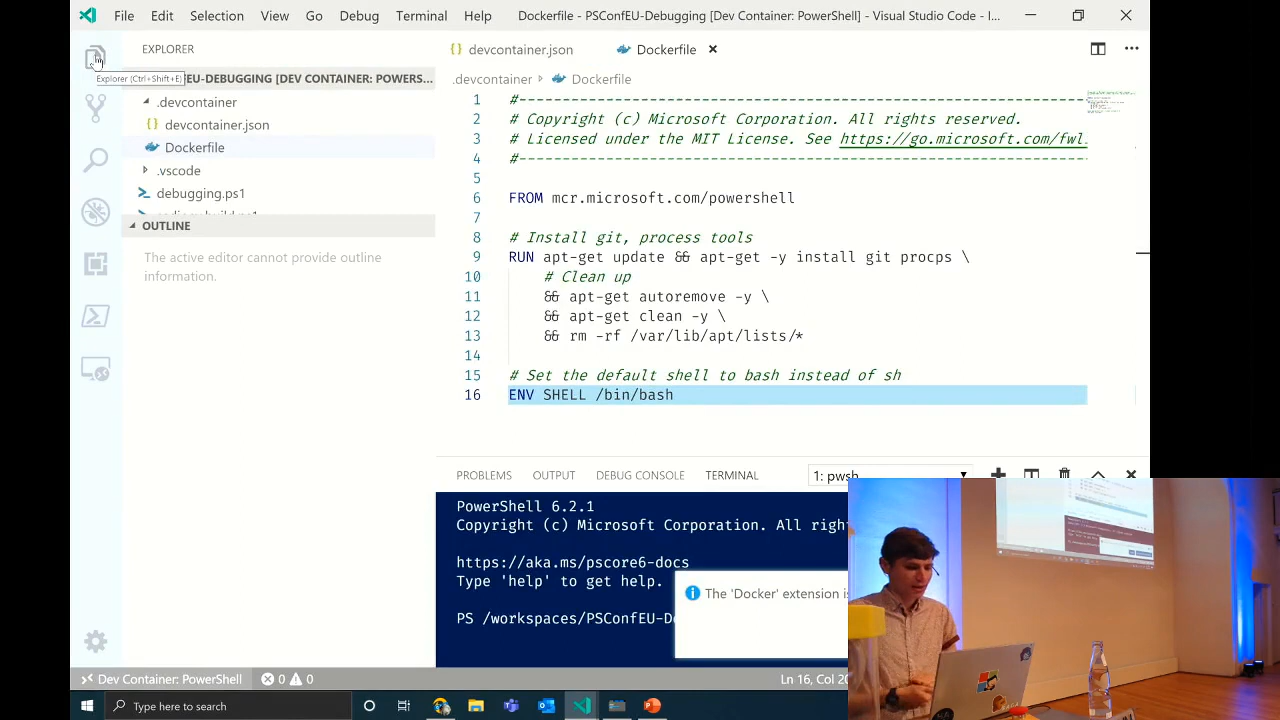 File Edit Selection View Go Debug Terminal Help Dockerfile - PSConfEU-Debugging [Dev Container: PowerShell] - Visual Studio Code - I...
EXPLORER
devcontainer.json
Dockerfile
Explorer (Ctrl+Shift+E)
EU-DEBUGGING [DEV CONTAINER: POWERS...
.devcontainer
devcontainer.json
Dockerfile
.vscode
debugging.ps1
OUTLINE
The active editor cannot provide outline
information.
.devcontainer Dockerfile
1 #--------------------------------------------------------------------
2 # Copyright (c) Microsoft Corporation. All rights reserved.
3 # Licensed under the MIT License. See https://go.microsoft.com/fwl
4 #--------------------------------------------------------------------
5
6 FROM mcr.microsoft.com/powershell
7
8 # Install git, process tools
9 RUN apt-get update && apt-get -y install git procps \
10 # Clean up
11 && apt-get autoremove -y \
12 && apt-get clean -y \
13 && rm -rf /var/lib/apt/lists/*
14
15 # Set the default shell to bash instead of sh
16 ENV SHELL /bin/bash
PROBLEMS OUTPUT DEBUG CONSOLE TERMINAL 1: pwsh
PowerShell 6.2.1
Copyright (c) Microsoft Corporation. All righ
https://aka.ms/pscore6-docs
Type 'help' to get help.
The 'Docker' extension is
PS /workspaces/PSConfEU-D
Dev Container: PowerShell 0 0 Ln 16, Col 20
Type here to search